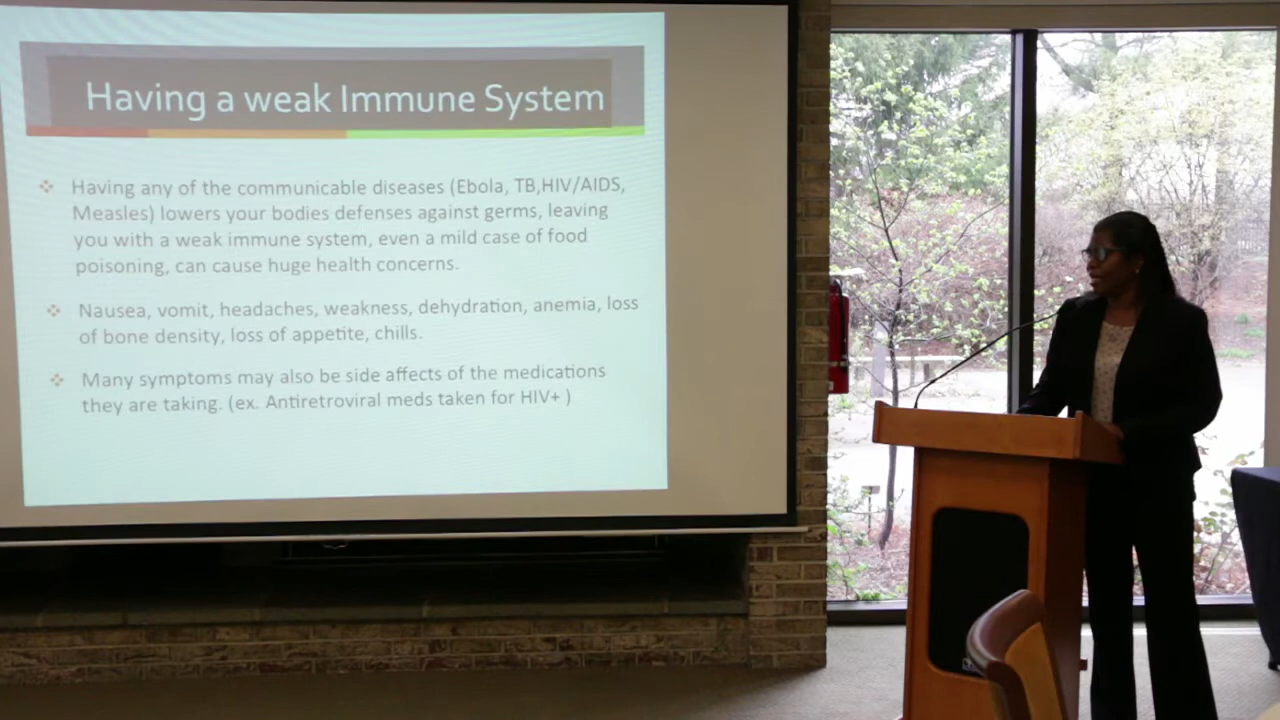 Having a weak Immune System
Having any of the communicable diseases (Ebola, TB,HIV/AIDS,
Measles) lowers your bodies defenses against germs, leaving
you with a weak immune system, even a mild case of food
poisoning, can cause huge health concerns.
Nausea, vomit, headaches, weakness, dehydration, anemia, loss
of bone density, loss of appetite, chills.
Many symptoms may also be side affects of the medications
they are taking. (ex. Antiretroviral meds taken for HIV+ )